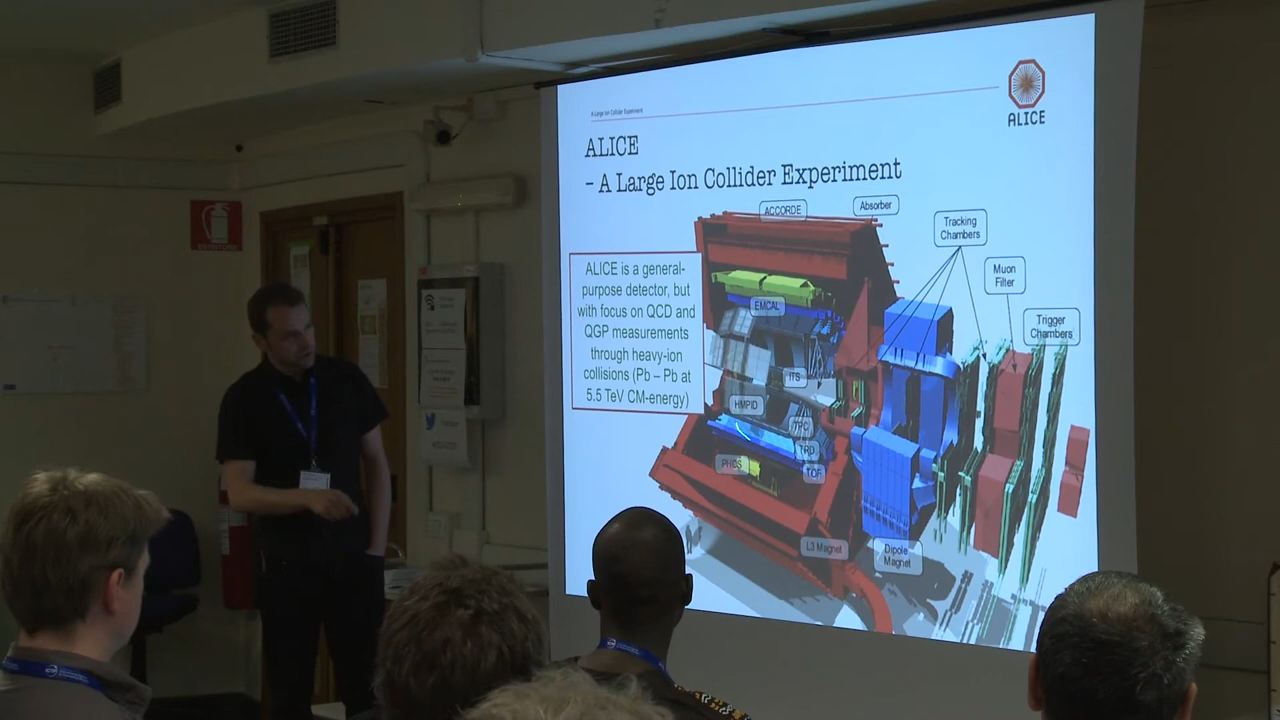 A Large Ion Collider Experiment
ALICE
ALICE
– A Large Ion Collider Experiment
ACCORDE
Absorber
Tracking
Chambers
Muon
Filter
Trigger
Chambers
ALICE is a general-
purpose detector, but
with focus on QCD and
QGP measurements
through heavy-ion
collisions (Pb – Pb at
5.5 TeV CM-energy)
EMCAL
ITS
HMPID
TPC
TRD
PHOS
TOF
L3 Magnet
Dipole
Magnet